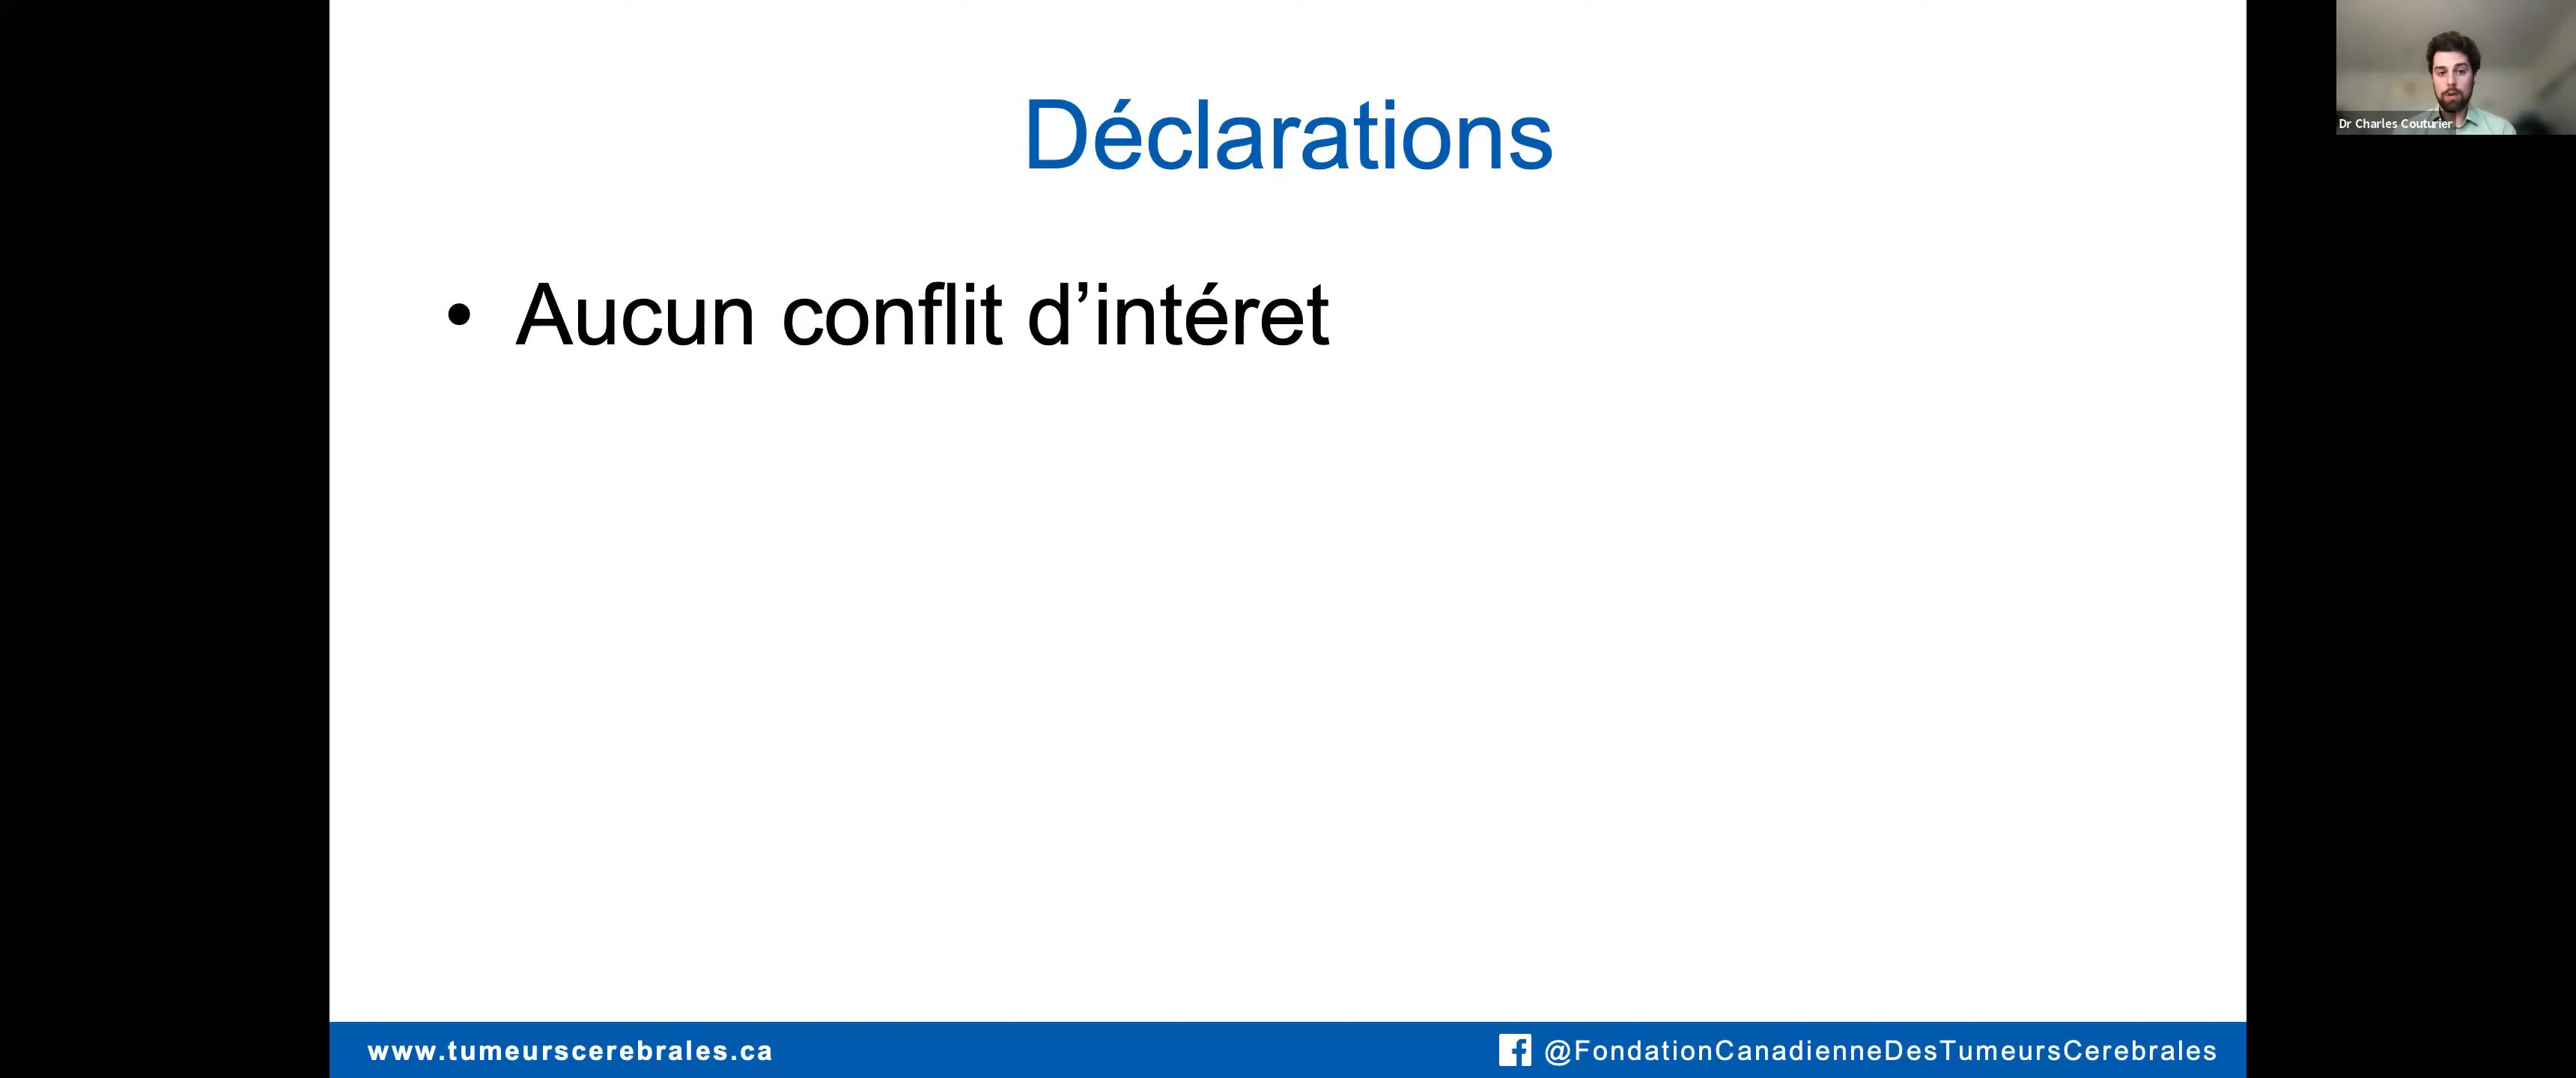 Déclarations
• Aucun conflit d’intéret
www.tumeurscerebrales.ca
@FondationCanadienneDesTumeursCerebrales
Dr Charles Couturier